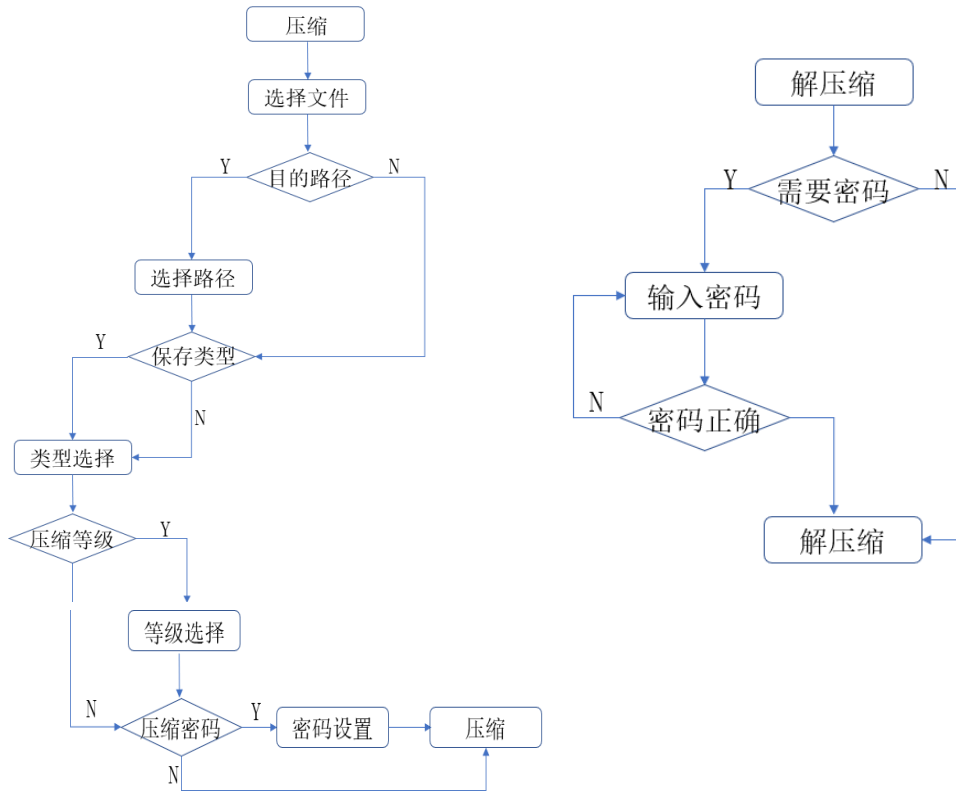 压缩
选择文件
Y
目的路径
N
选择路径
Y
保存类型
N
类型选择
压缩等级
Y
等级选择
N
压缩密码
Y
密码设置
压缩
N
解压缩
Y
需要密码
N
输入密码
N
密码正确
解压缩